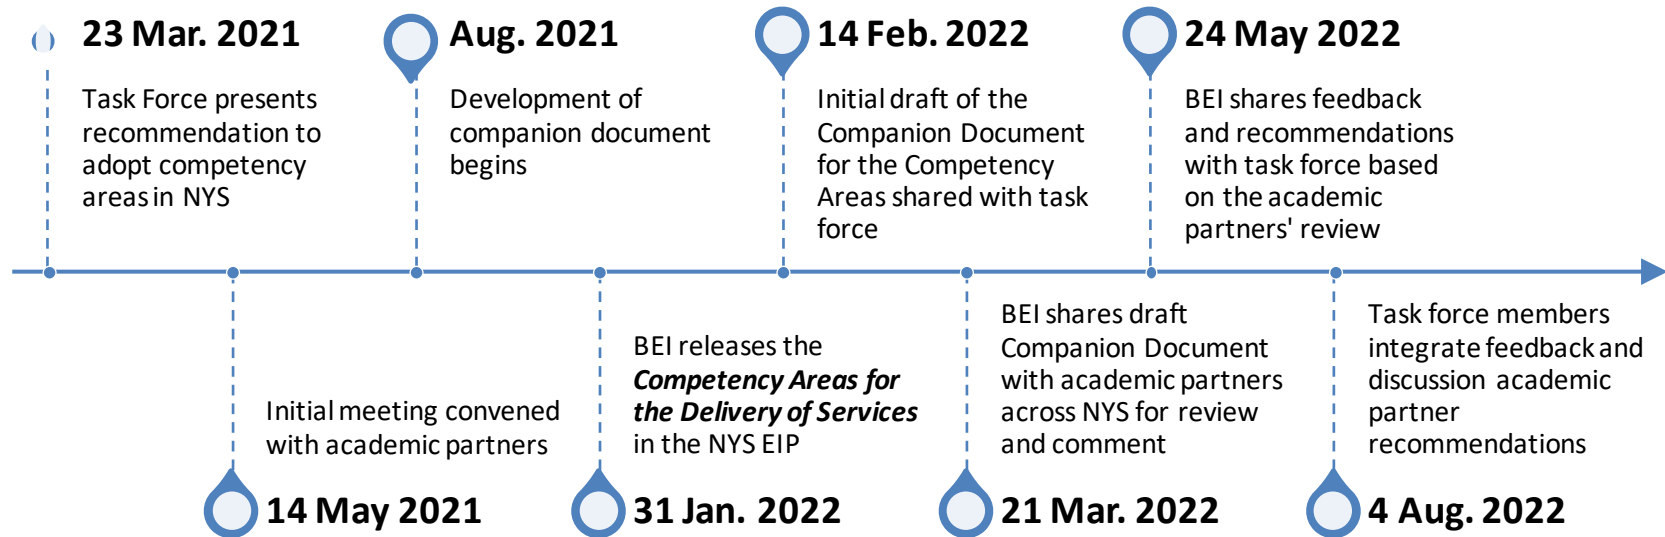 23 Mar. 2021
Task Force presents
recommendation to
adopt competency
areas in NYS
Aug. 2021
Development of
companion document
begins
14 Feb. 2022
Initial draft of the
Companion Document
for the Competency
Areas shared with task
force
24 May 2022
BEI shares feedback
and recommendations
with task force based
on the academic
partners' review
Initial meeting convened
with academic partners
14 May 2021
BEI releases the
Competency Areas for
the Delivery of Services
in the NYS EIP
31 Jan. 2022
BEI shares draft
Companion Document
with academic partners
across NYS for review
and comment
21 Mar. 2022
Task force members
integrate feedback and
discussion academic
partner
recommendations
4 Aug. 2022